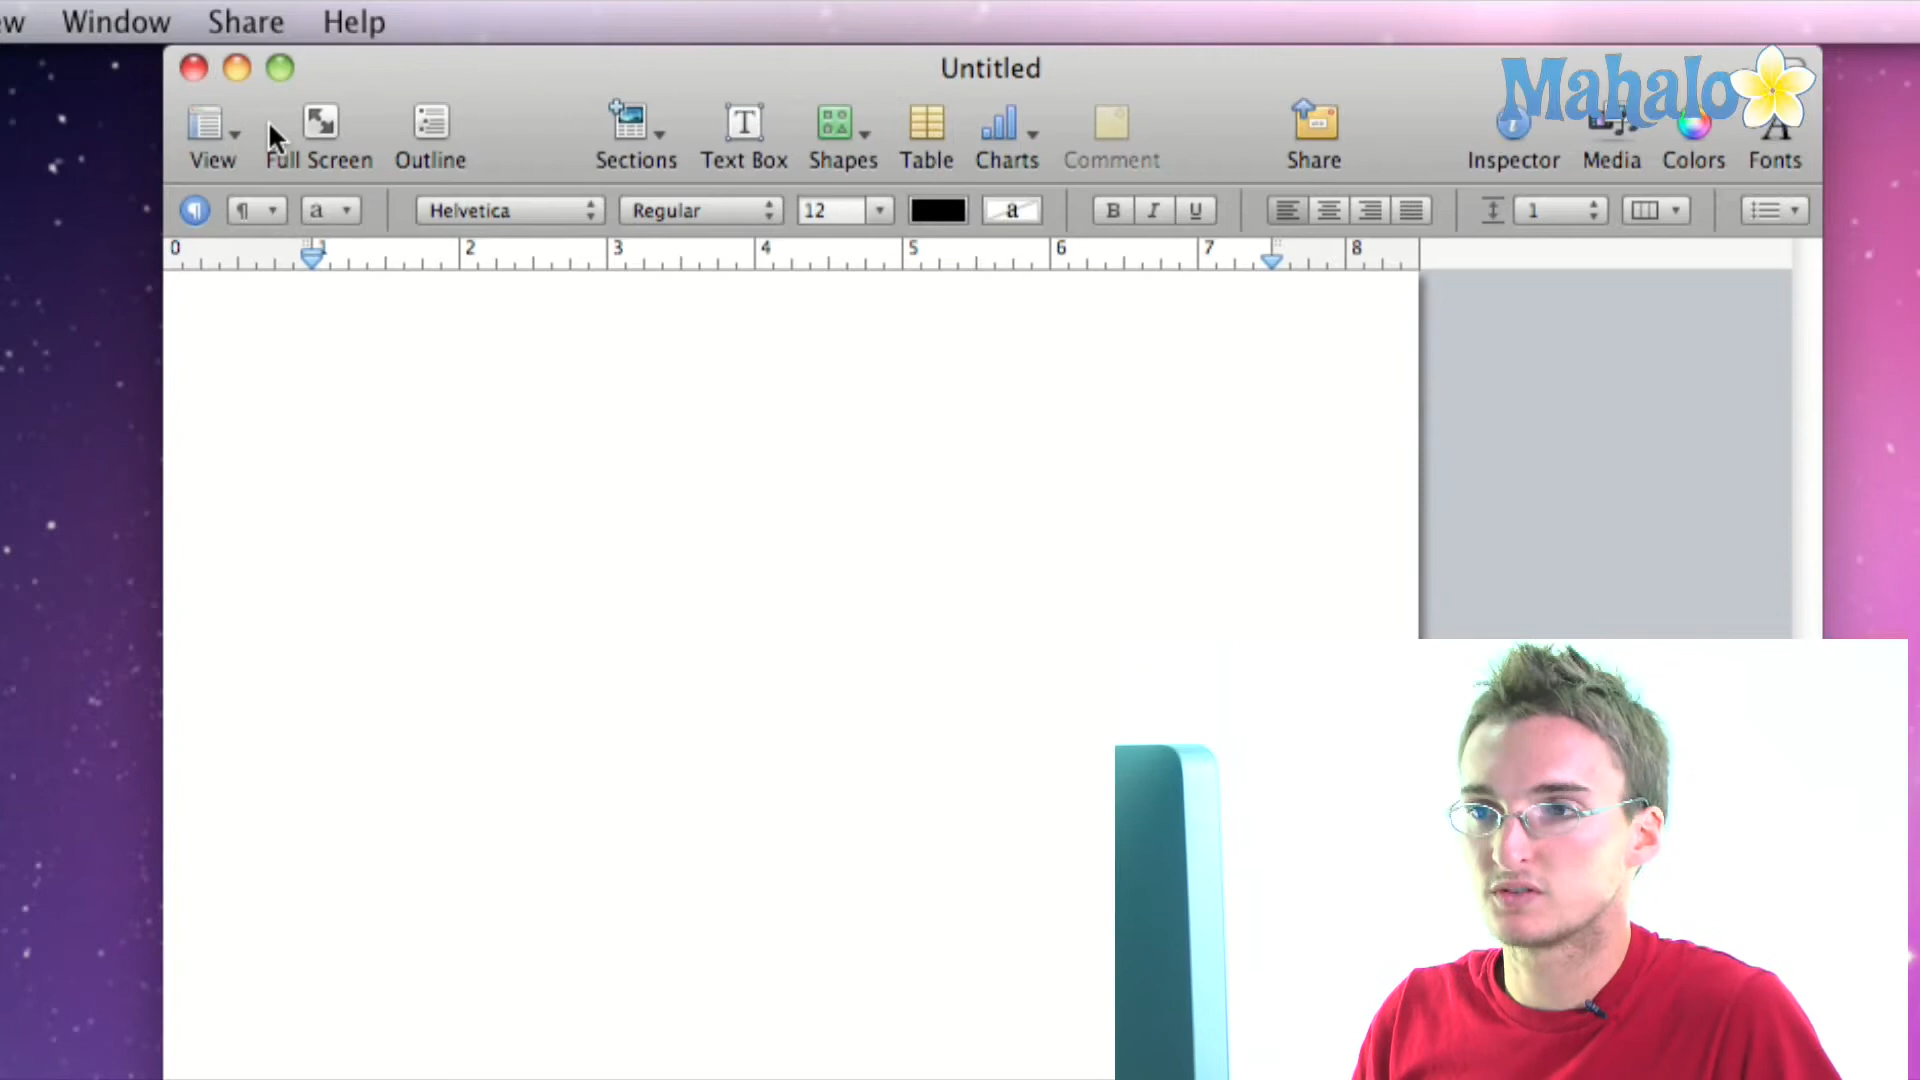 ew Window Share Help
Untitled
Mahalo
View Full Screen Outline Sections Text Box Shapes Table Charts Comment Share Inspector Media Colors Fonts
¶ a Helvetica Regular 12 a B I U 1
0 1 2 3 4 5 6 7 8